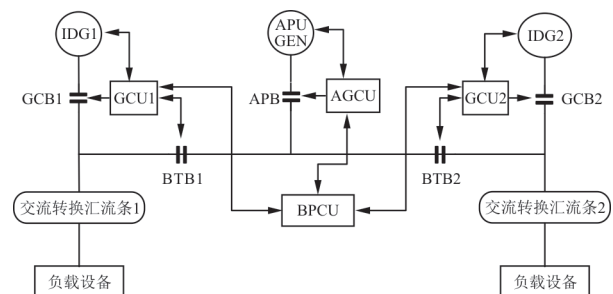 IDG1
APU
GEN
IDG2
GCB1
GCU1
APB
AGCU
GCU2
GCB2
BTB1
BTB2
BPCU
交流转换汇流条1
交流转换汇流条2
负载设备
负载设备